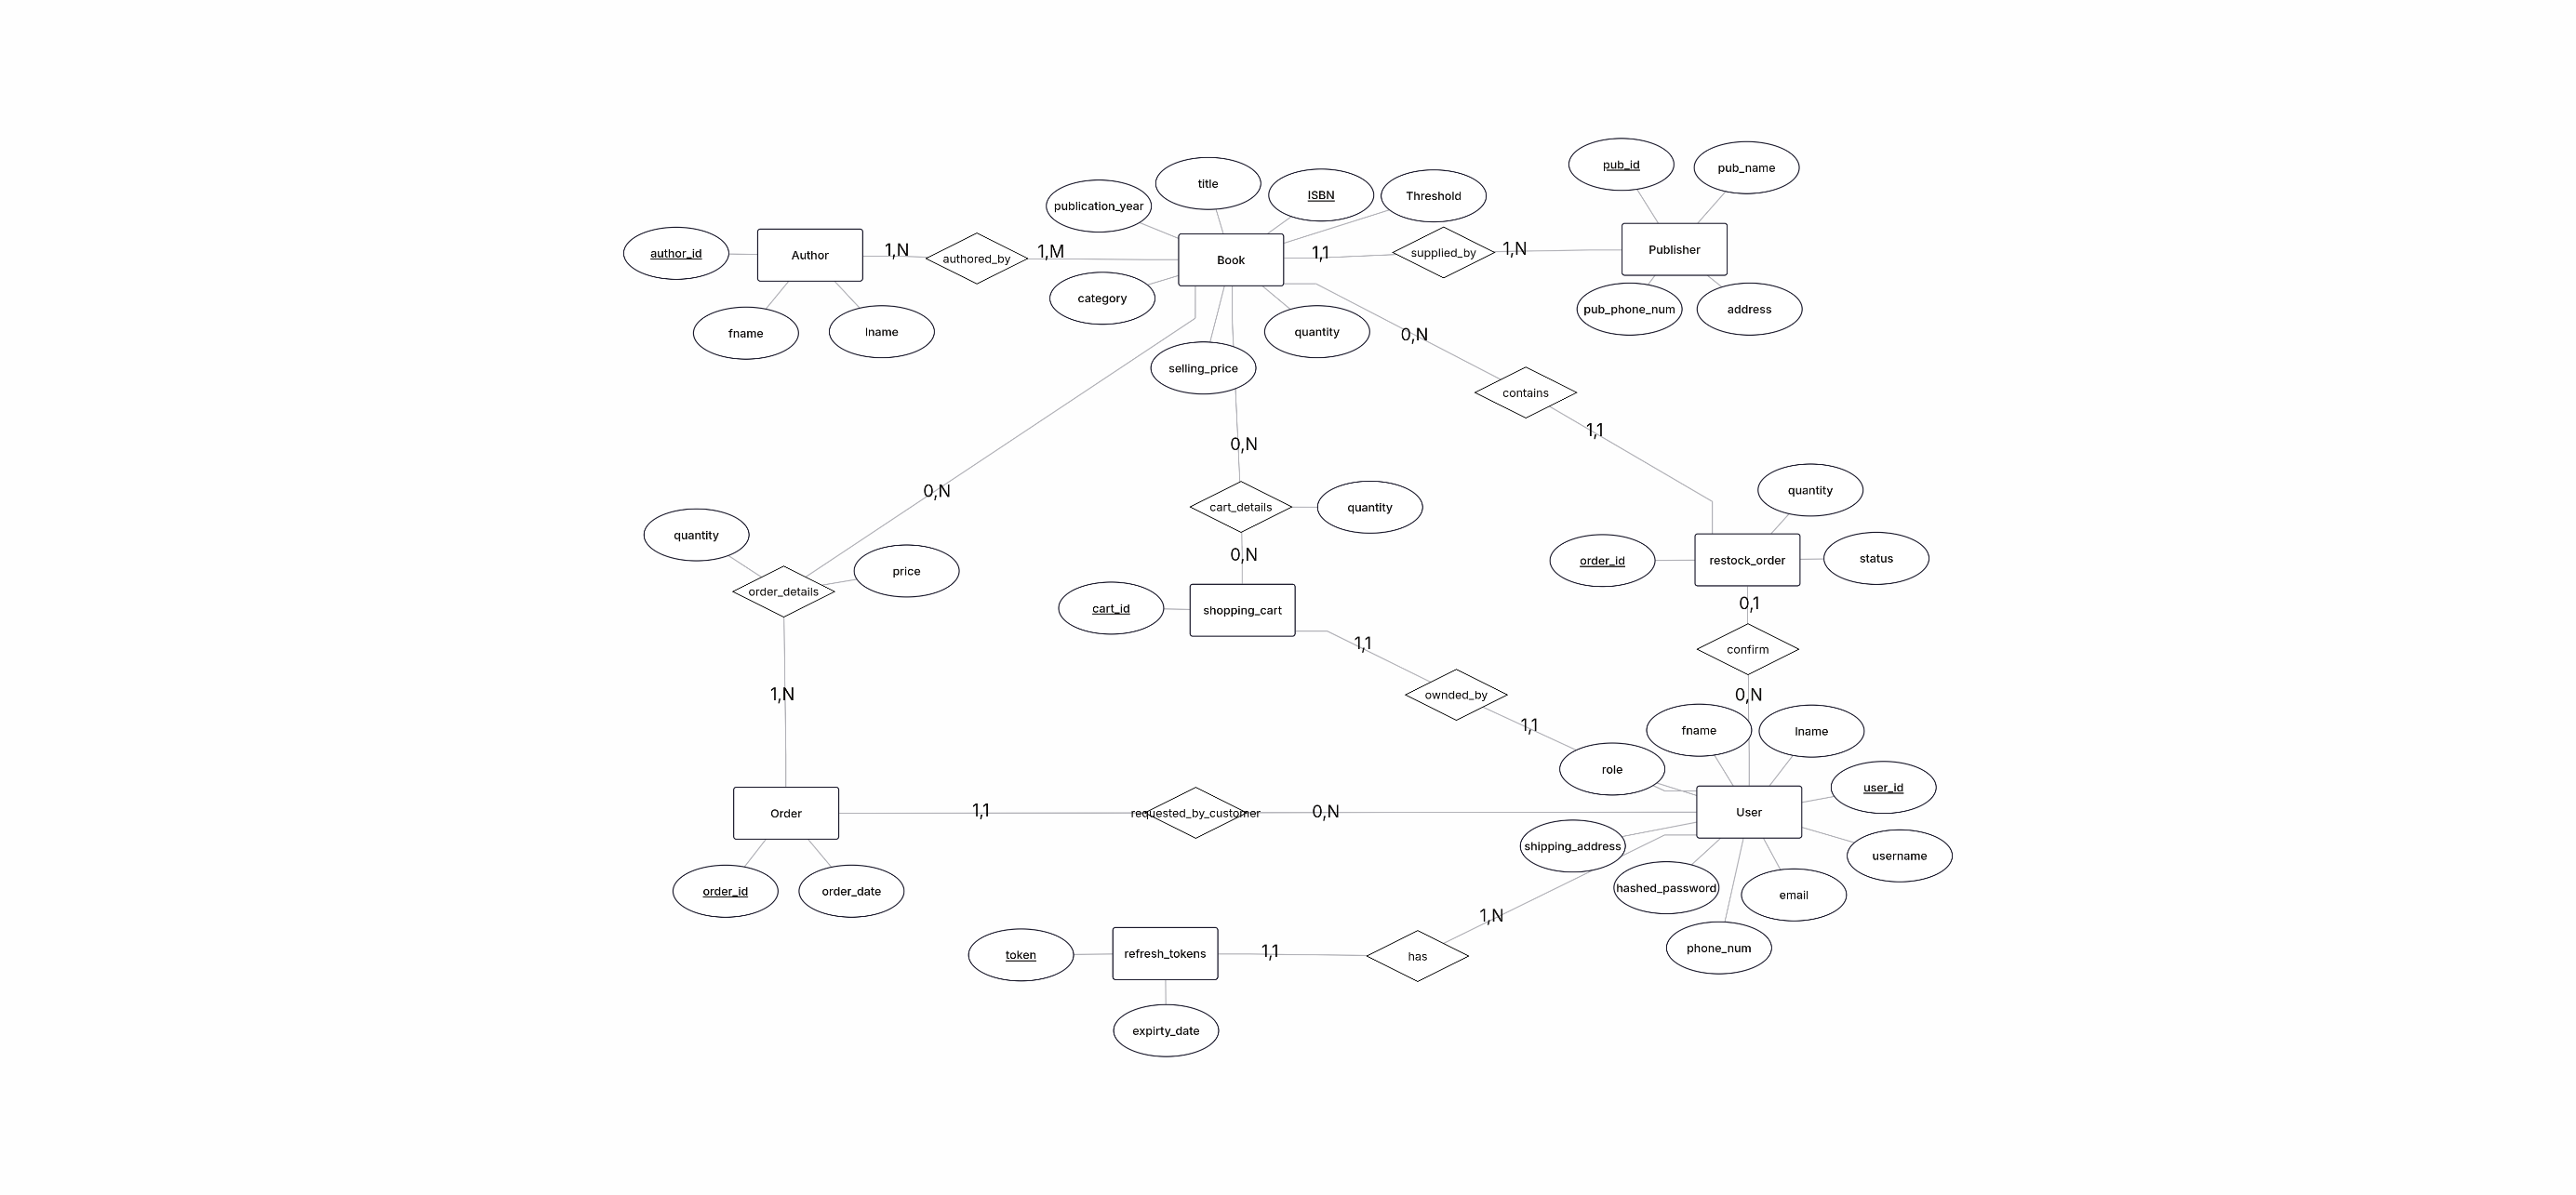 pub_id
pub_name
title
ISBN
Threshold
publication_year
Author
author_id
1,N
authored_by
1,M
Book
1,1
supplied_by
1,N
Publisher
category
fname
lname
selling_price
quantity
0,N
pub_phone_num
address
contains
1,1
0,N
0,N
cart_details
quantity
quantity
quantity
price
order_details
0,N
cart_id
shopping_cart
order_id
restock_order
status
0,1
confirm
0,N
1,1
ownded_by
1,1
1,N
fname
lname
role
user_id
Order
1,1
requested_by_customer
0,N
User
shipping_address
username
hashed_password
email
phone_num
order_id
order_date
1,N
token
refresh_tokens
1,1
has
expirty_date